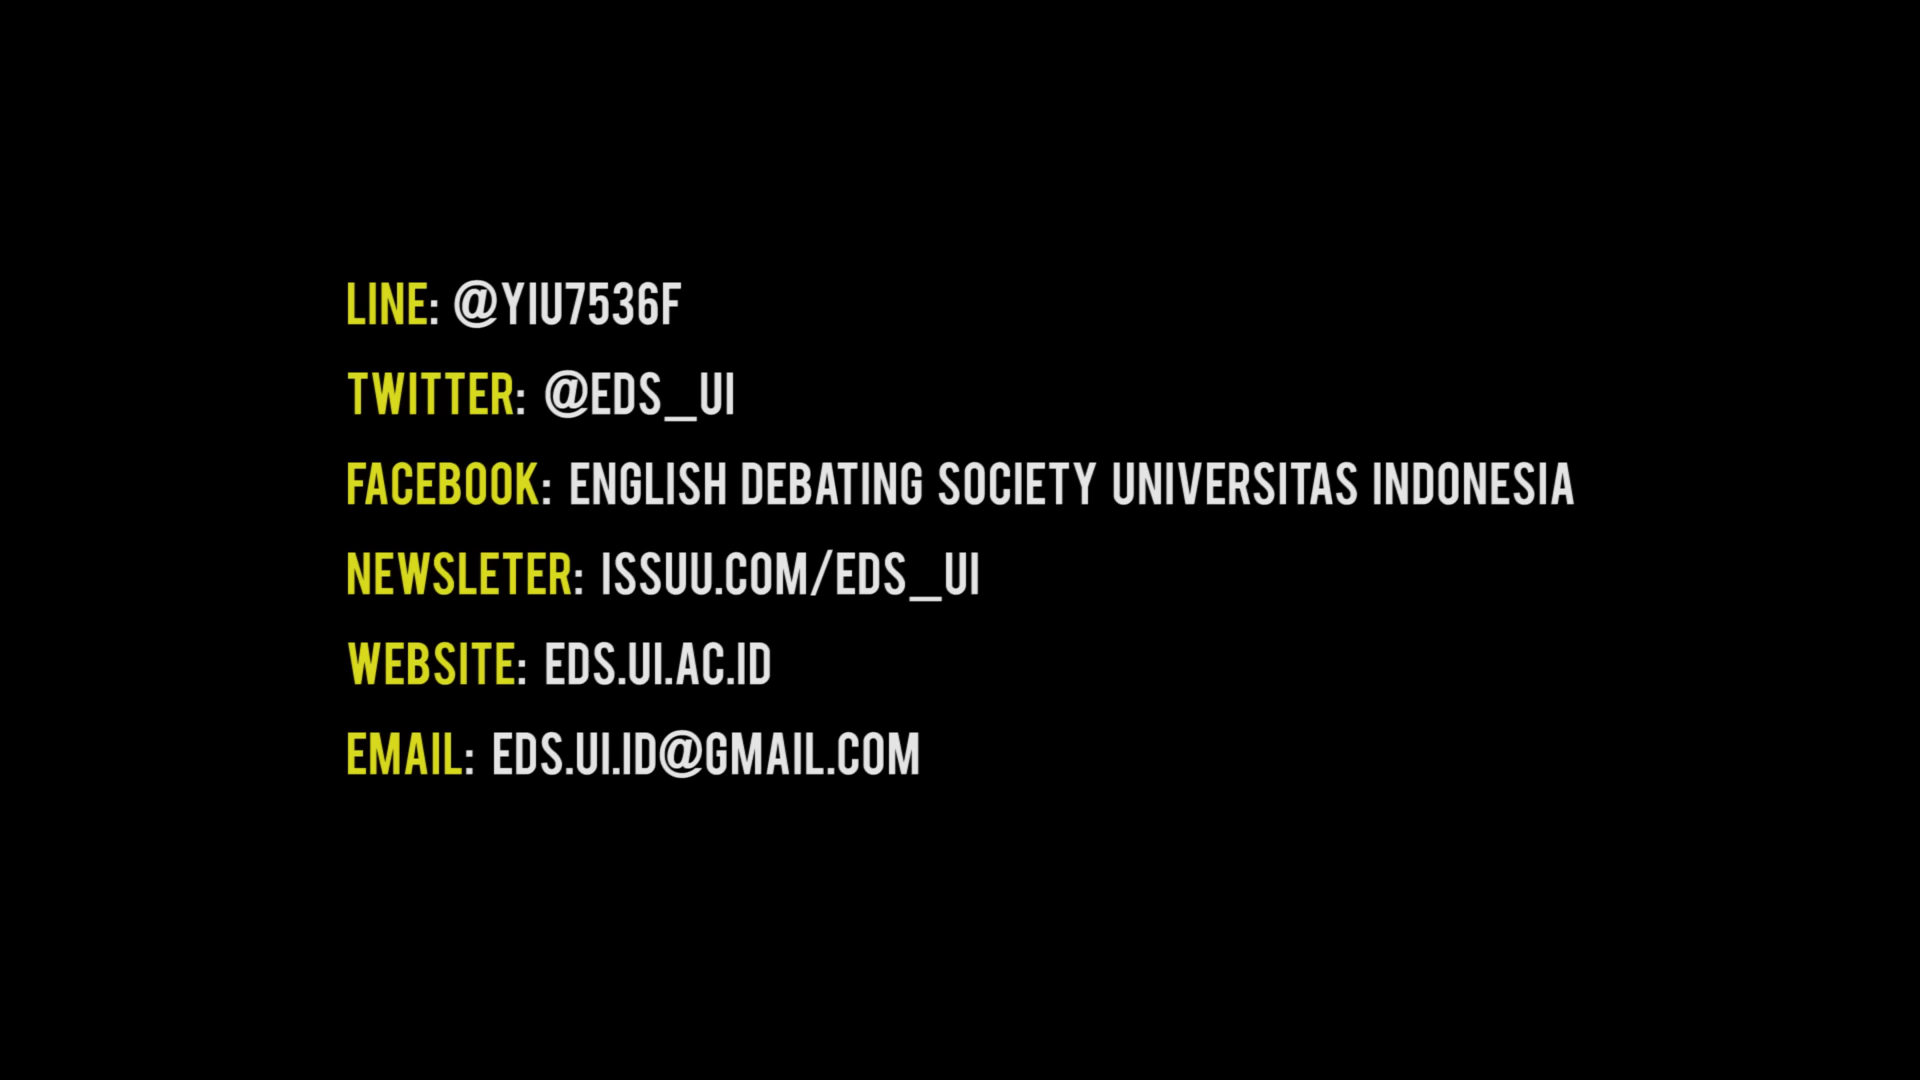 LINE: @YIU7536F
TWITTER: @EDS_UI
FACEBOOK: ENGLISH DEBATING SOCIETY UNIVERSITAS INDONESIA
NEWSLETER: ISSUU.COM/EDS_UI
WEBSITE: EDS.UI.AC.ID
EMAIL: EDS.UI.ID@GMAIL.COM